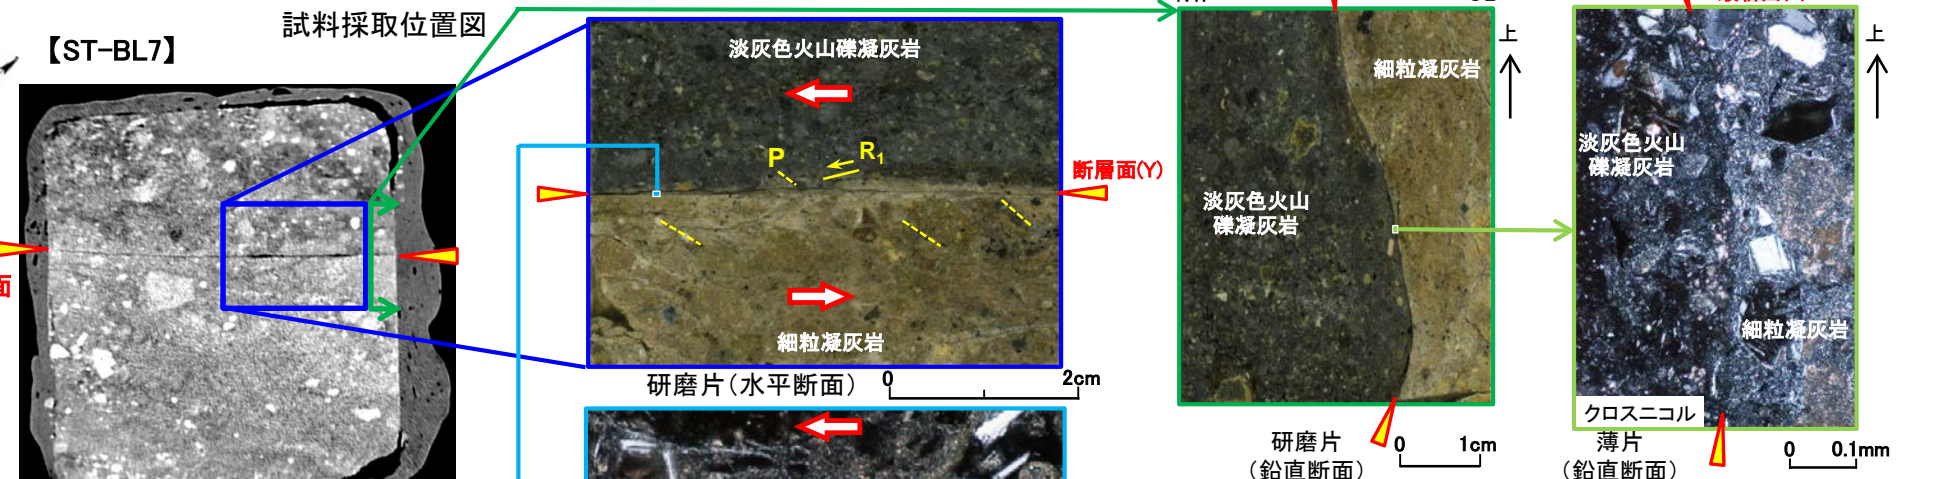 試料採取位置図
【ST-BL7】
面
淡灰色火山礫凝灰岩
P
R1
断層面(Y)
細粒凝灰岩
研磨片(水平断面)
0
2cm
細粒凝灰岩
淡灰色火山
礫凝灰岩
上
研磨片
(鉛直断面)
0
1cm
淡灰色火山
礫凝灰岩
細粒凝灰岩
クロスニコル
上
薄片
(鉛直断面)
0
0.1mm